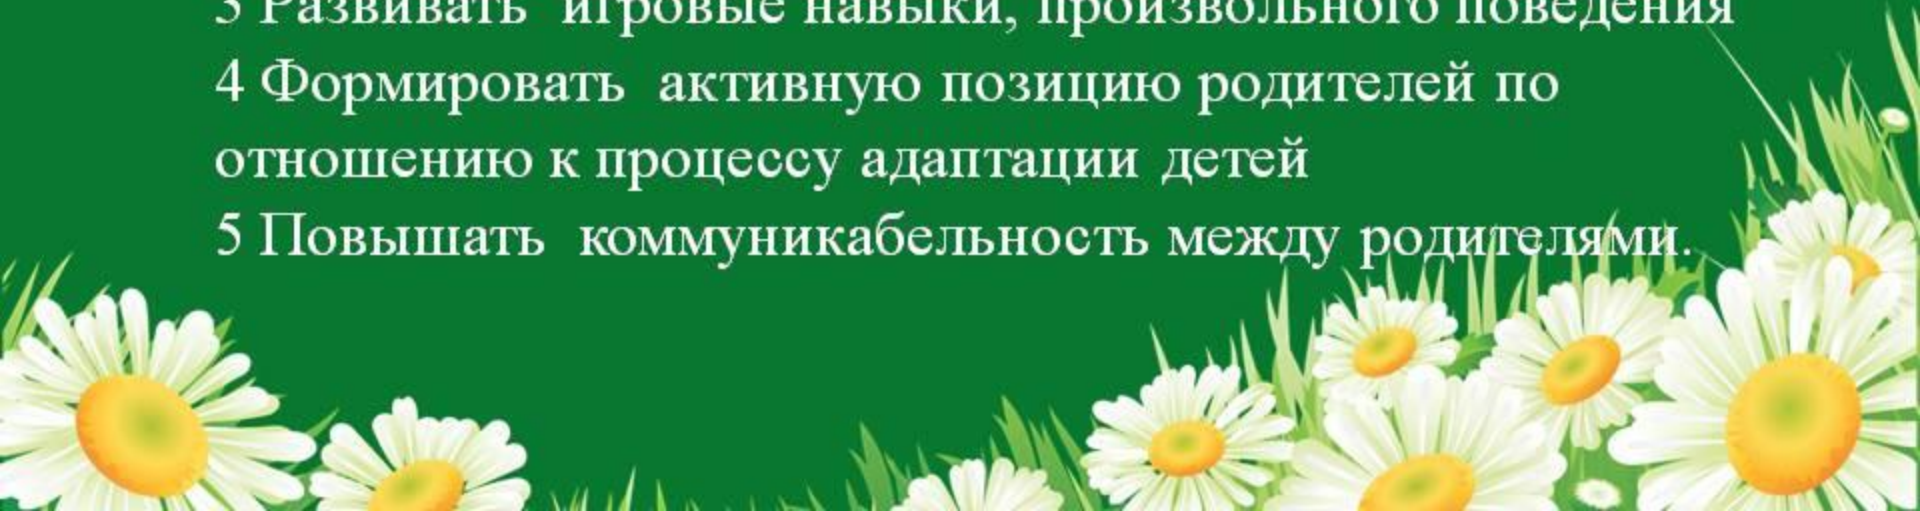 3 Развивать игровые навыки, произвольного поведения
4 Формировать активную позицию родителей по
отношению к процессу адаптации детей
5 Повышать коммуникабельность между родителями.